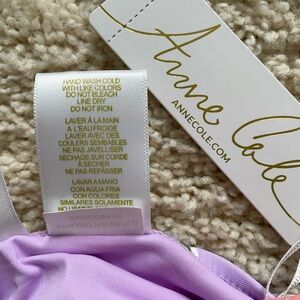 HAND WASH COLD
WITH LIKE COLORS
DO NOT BLEACH
LINE DRY
DO NOT IRON
LAVER À LA MAIN
A L'EAU FROIDE
LAVER AVEC DES
COULEURS SEMBABLES
NE PAS JAVELLISER
SECHAGE SUR CORDE
À SECHER
NE PAS REPASSER
LAVAR A MANO
CON AGUA FRIA
CON COLORES
SIMILARES SOLAMENTE
Anne Cole
ANNECOLE.COM